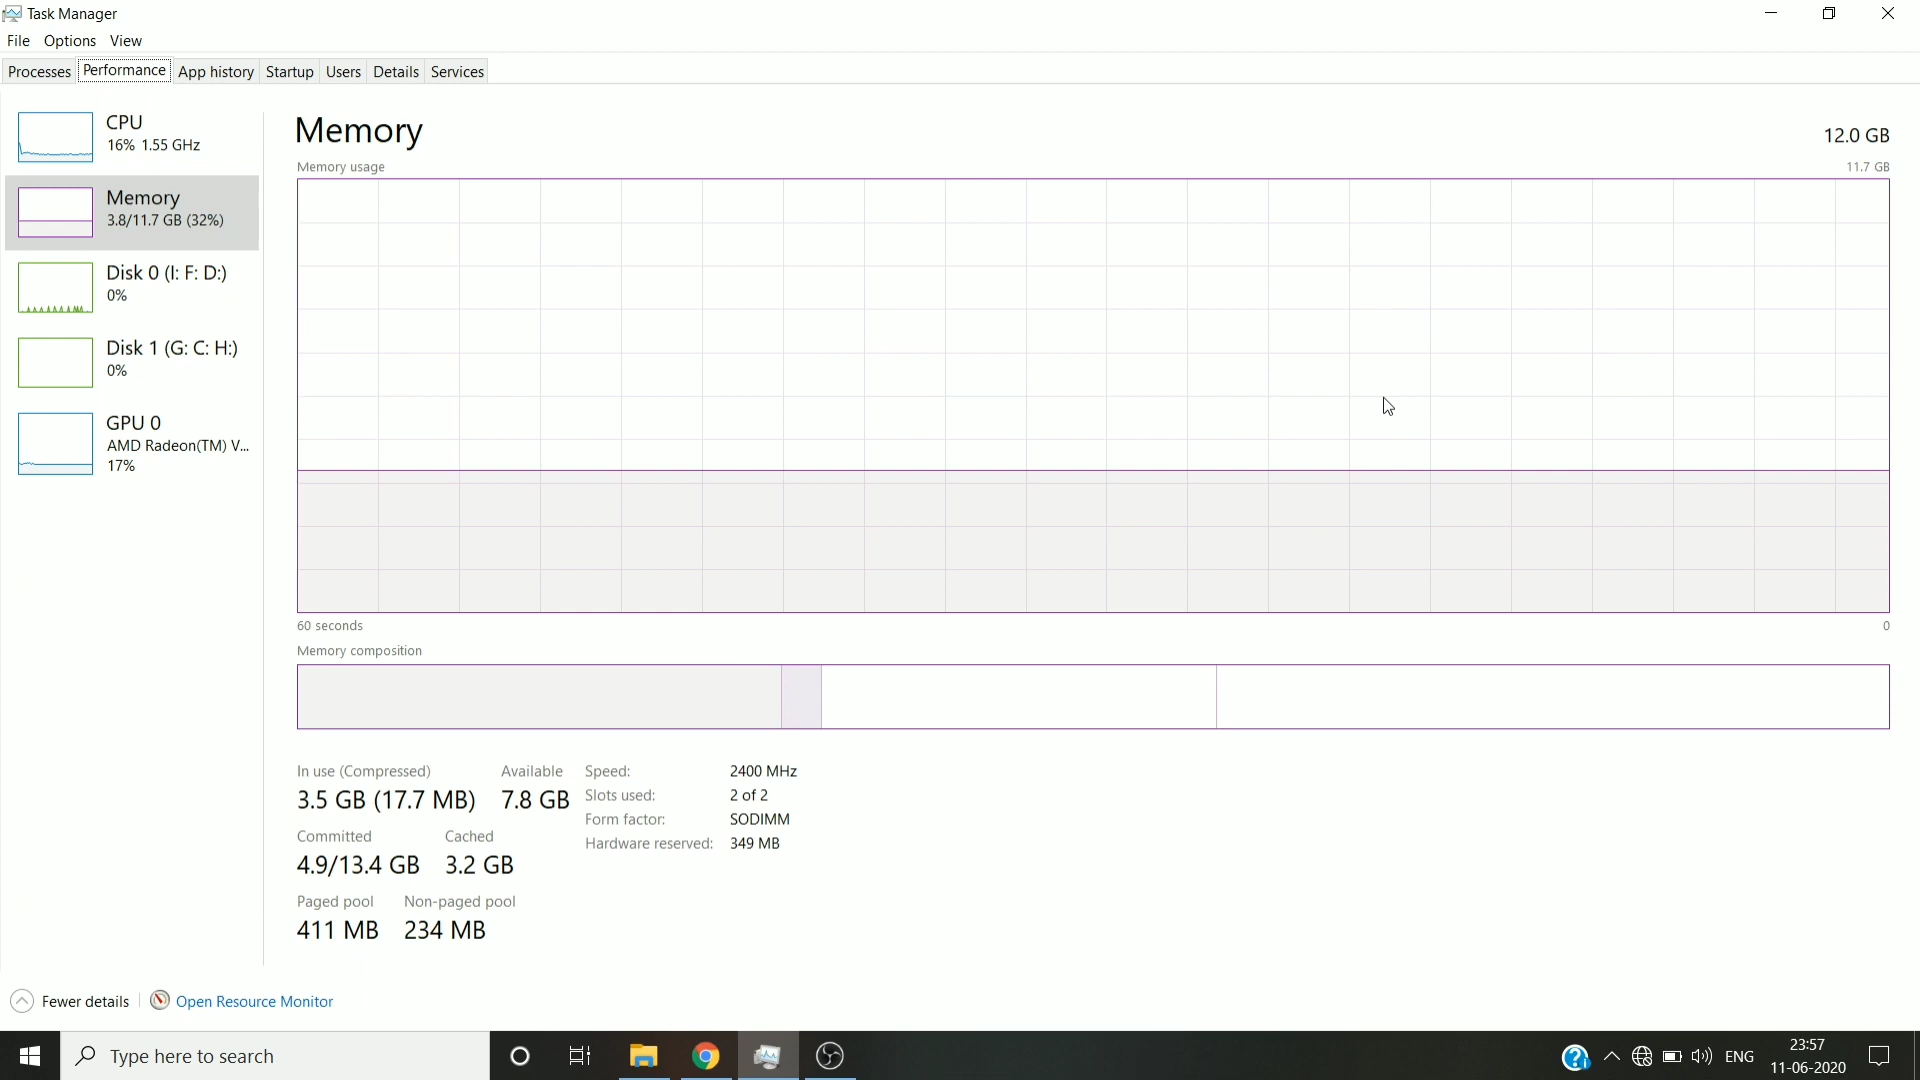 Task Manager
File Options View
Processes Performance App history Startup Users Details Services
CPU
16% 1.55 GHz
Memory
3.8/11.7 GB (32%)
Disk 0 (I: F: D:)
0%
Disk 1 (G: C: H:)
0%
GPU 0
AMD Radeon(TM) V...
17%
Memory
12.0 GB
Memory usage
11.7 GB
60 seconds
0
Memory composition
In use (Compressed)
3.5 GB (17.7 MB)
Available
7.8 GB
Committed
4.9/13.4 GB
Cached
3.2 GB
Paged pool
411 MB
Non-paged pool
234 MB
Speed: 2400 MHz
Slots used: 2 of 2
Form factor: SODIMM
Hardware reserved: 349 MB
Fewer details
Open Resource Monitor
Type here to search
ENG
23:57
11-06-2020